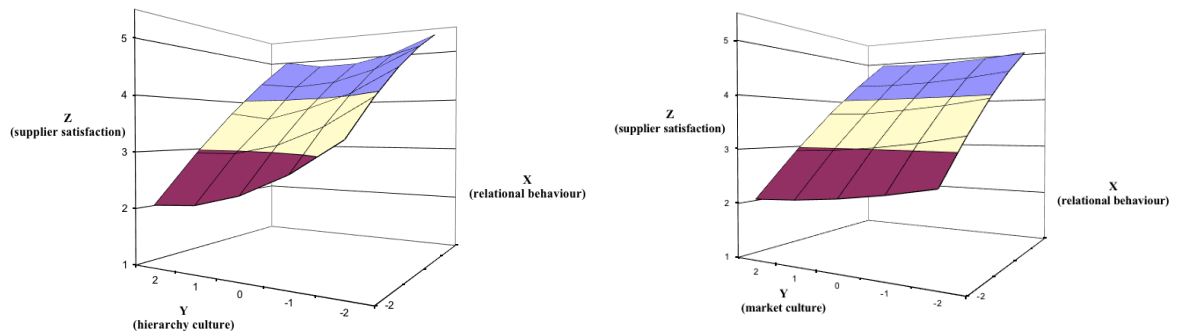 5
4
Z
(supplier satisfaction)
3
X
(relational behaviour)
2
1
2
1
0
-1
-2
-2
Y
(hierarchy culture)
5
4
Z
(supplier satisfaction)
3
X
(relational behaviour)
2
1
2
1
0
-1
-2
-2
Y
(market culture)